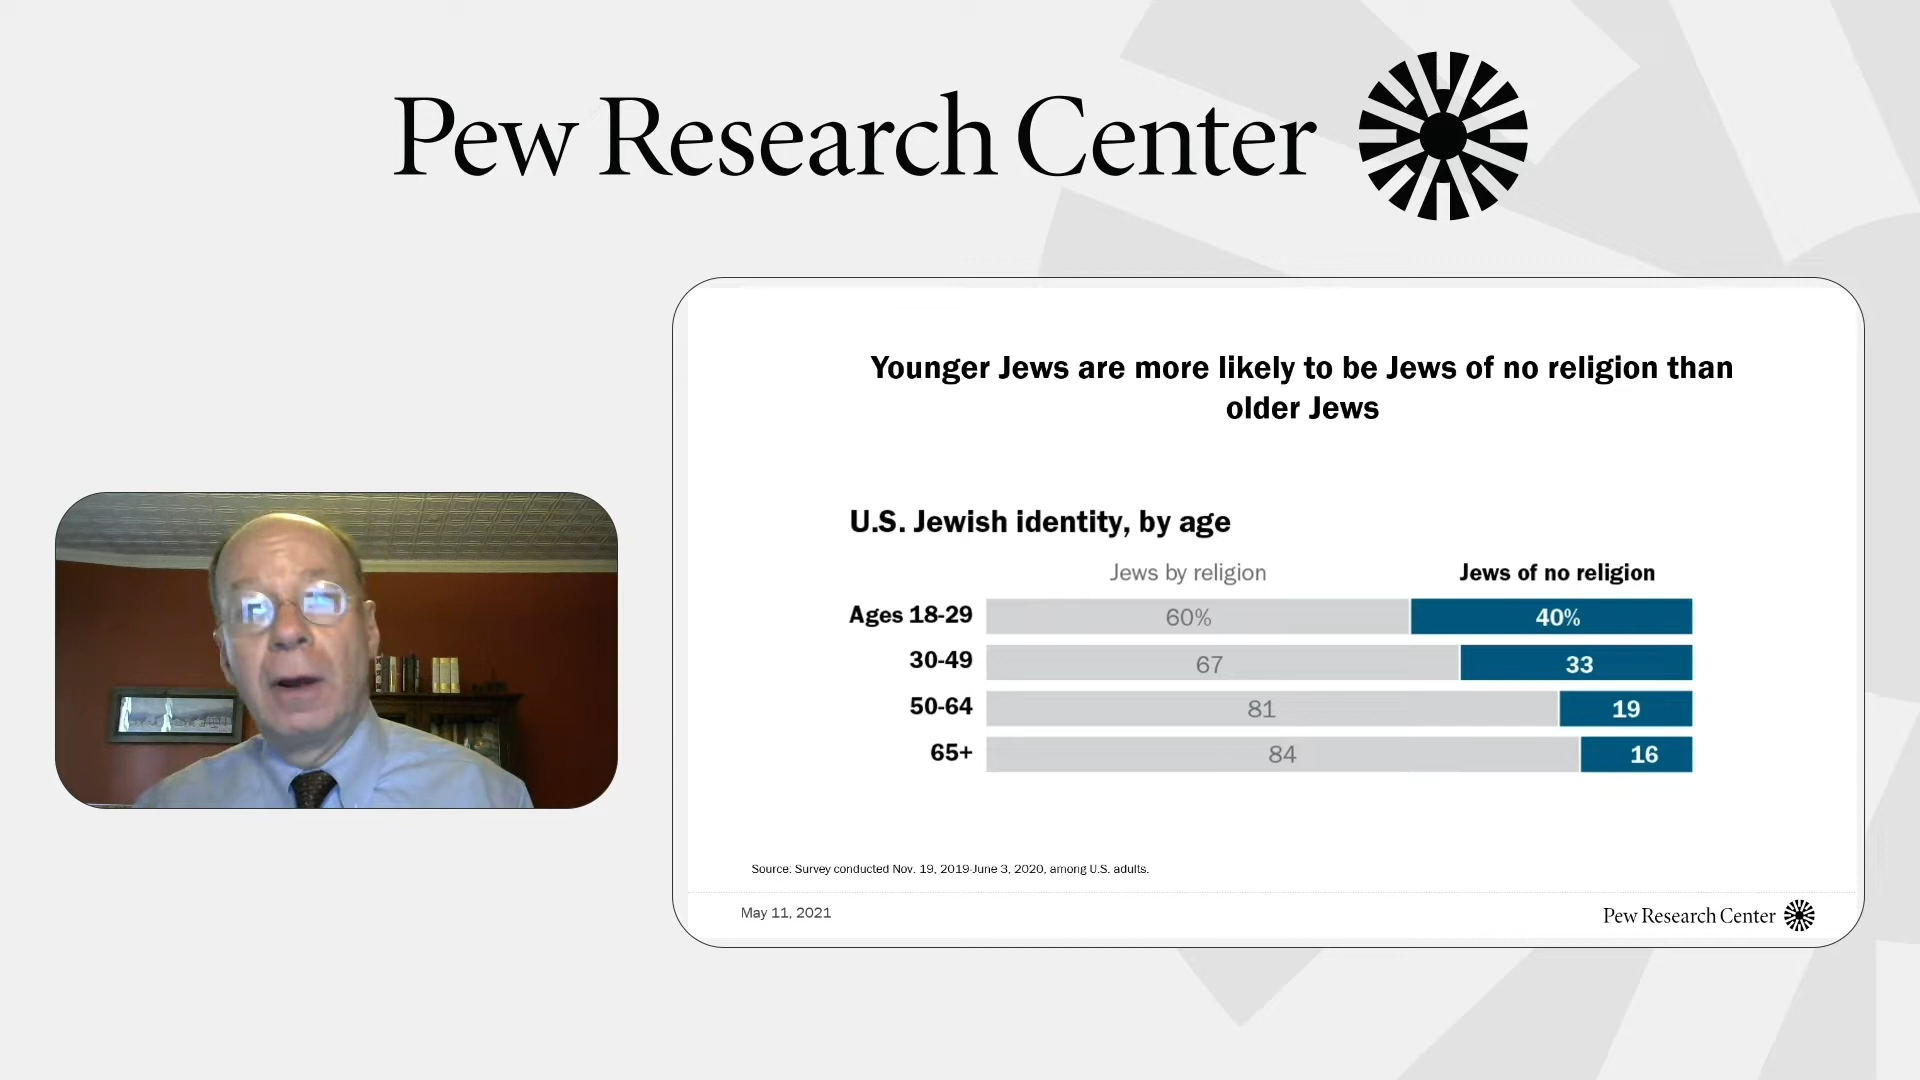 Pew Research Center
Younger Jews are more likely to be Jews of no religion than
older Jews
U.S. Jewish identity, by age
Jews by religion Jews of no religion
Ages 18-29 60% 40%
30-49 67 33
50-64 81 19
65+ 84 16
Source: Survey conducted Nov. 19, 2019-June 3, 2020, among U.S. adults.
May 11, 2021
Pew Research Center